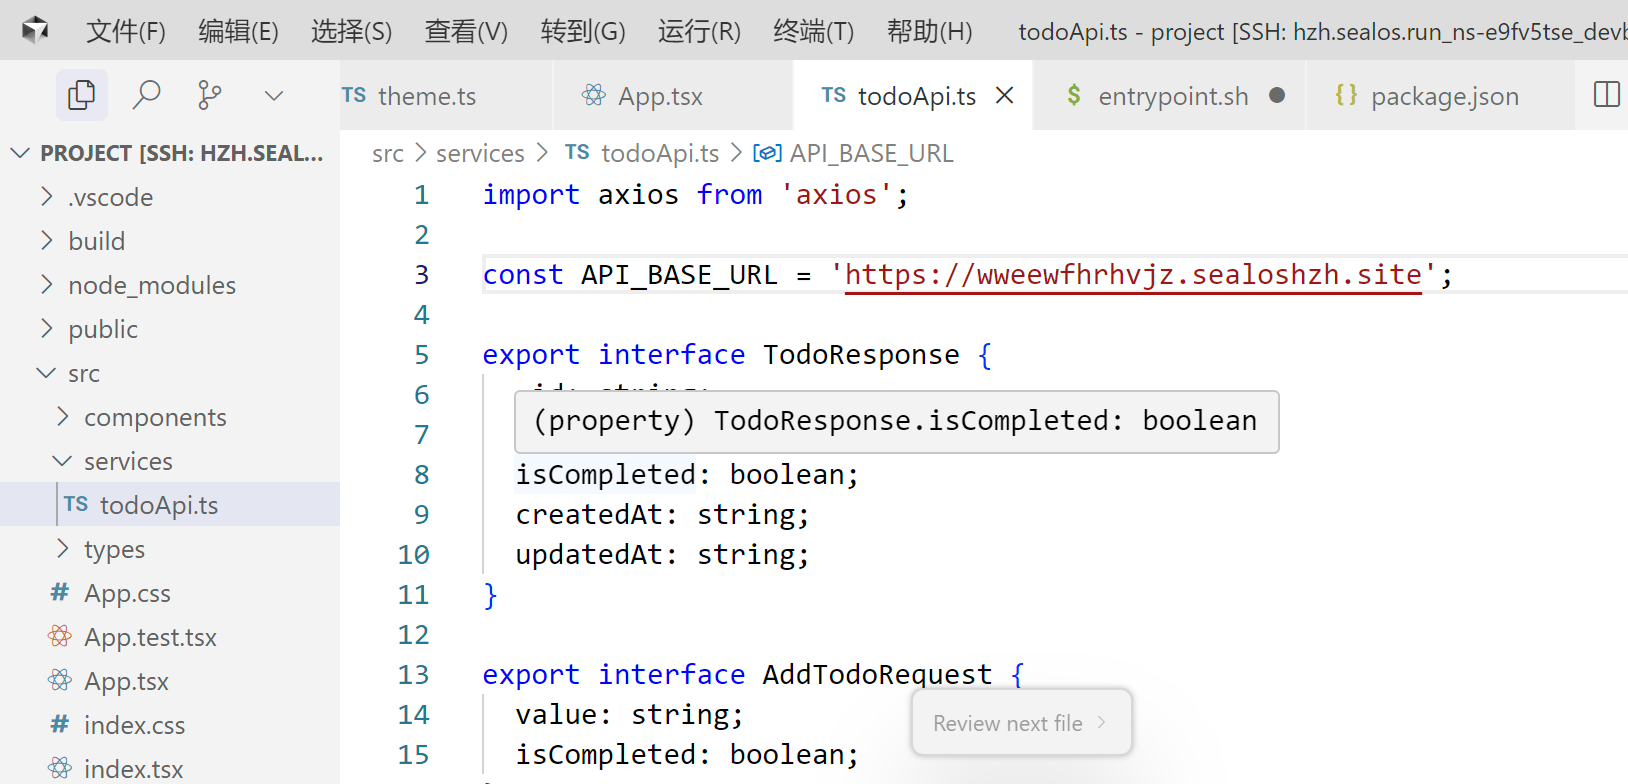 文件(F) 编辑(E) 选择(S) 查看(V) 转到(G) 运行(R) 终端(T) 帮助(H) todoApi.ts - project [SSH: hzh.sealos.run_ns-e9fv5tse_devb
TS theme.ts App.tsx TS todoApi.ts $ entrypoint.sh {} package.json
PROJECT [SSH: HZH.SEAL...
.vscode
build
node_modules
public
src
components
services
TS todoApi.ts
types
# App.css
App.test.tsx
App.tsx
# index.css
index.tsx
src > services > TS todoApi.ts > API_BASE_URL
1 import axios from 'axios';
2
3 const API_BASE_URL = 'https://wweewfhrhvjz.sealoshzh.site';
4
5 export interface TodoResponse {
6 id: string;
(property) TodoResponse.isCompleted: boolean
7
8 isCompleted: boolean;
9 createdAt: string;
10 updatedAt: string;
11 }
12
13 export interface AddTodoRequest {
14 value: string;
15 isCompleted: boolean;
Review next file >